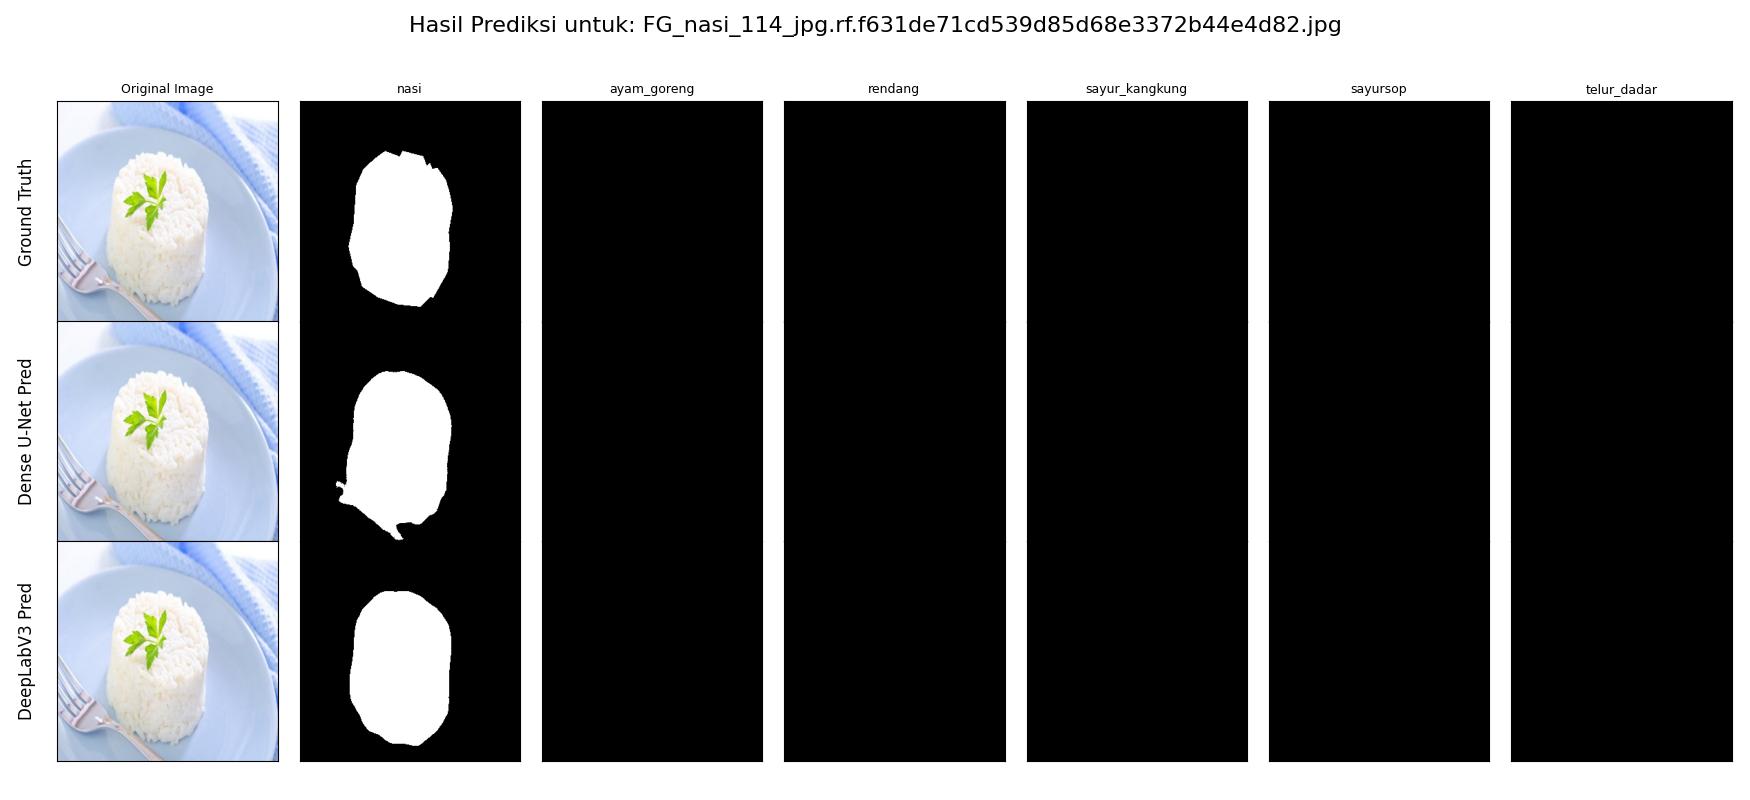 Hasil Prediksi untuk: FG_nasi_114_jpg.rf.f631de71cd539d85d68e3372b44e4d82.jpg
Original Image
nasi
ayam_goreng
rendang
sayur_kangkung
sayursop
telur_dadar
Ground Truth
Dense U-Net Pred
DeepLabV3 Pred